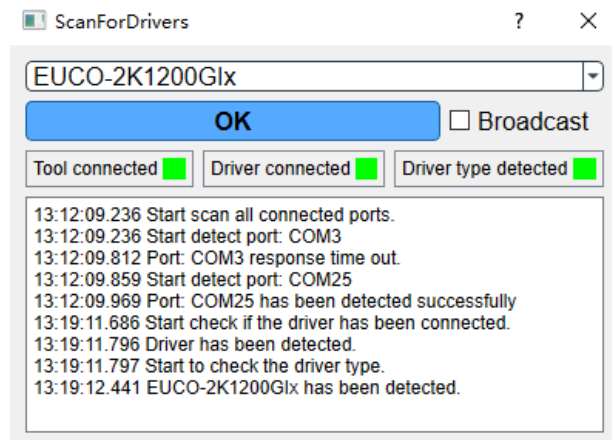 ScanForDrivers ? ×
EUCO-2K1200GIx
OK Broadcast
Tool connected Driver connected Driver type detected
13:12:09.236 Start scan all connected ports.
13:12:09.236 Start detect port: COM3
13:12:09.812 Port: COM3 response time out.
13:12:09.859 Start detect port: COM25
13:12:09.969 Port: COM25 has been detected successfully
13:19:11.686 Start check if the driver has been connected.
13:19:11.796 Driver has been detected.
13:19:11.797 Start to check the driver type.
13:19:12.441 EUCO-2K1200GIx has been detected.